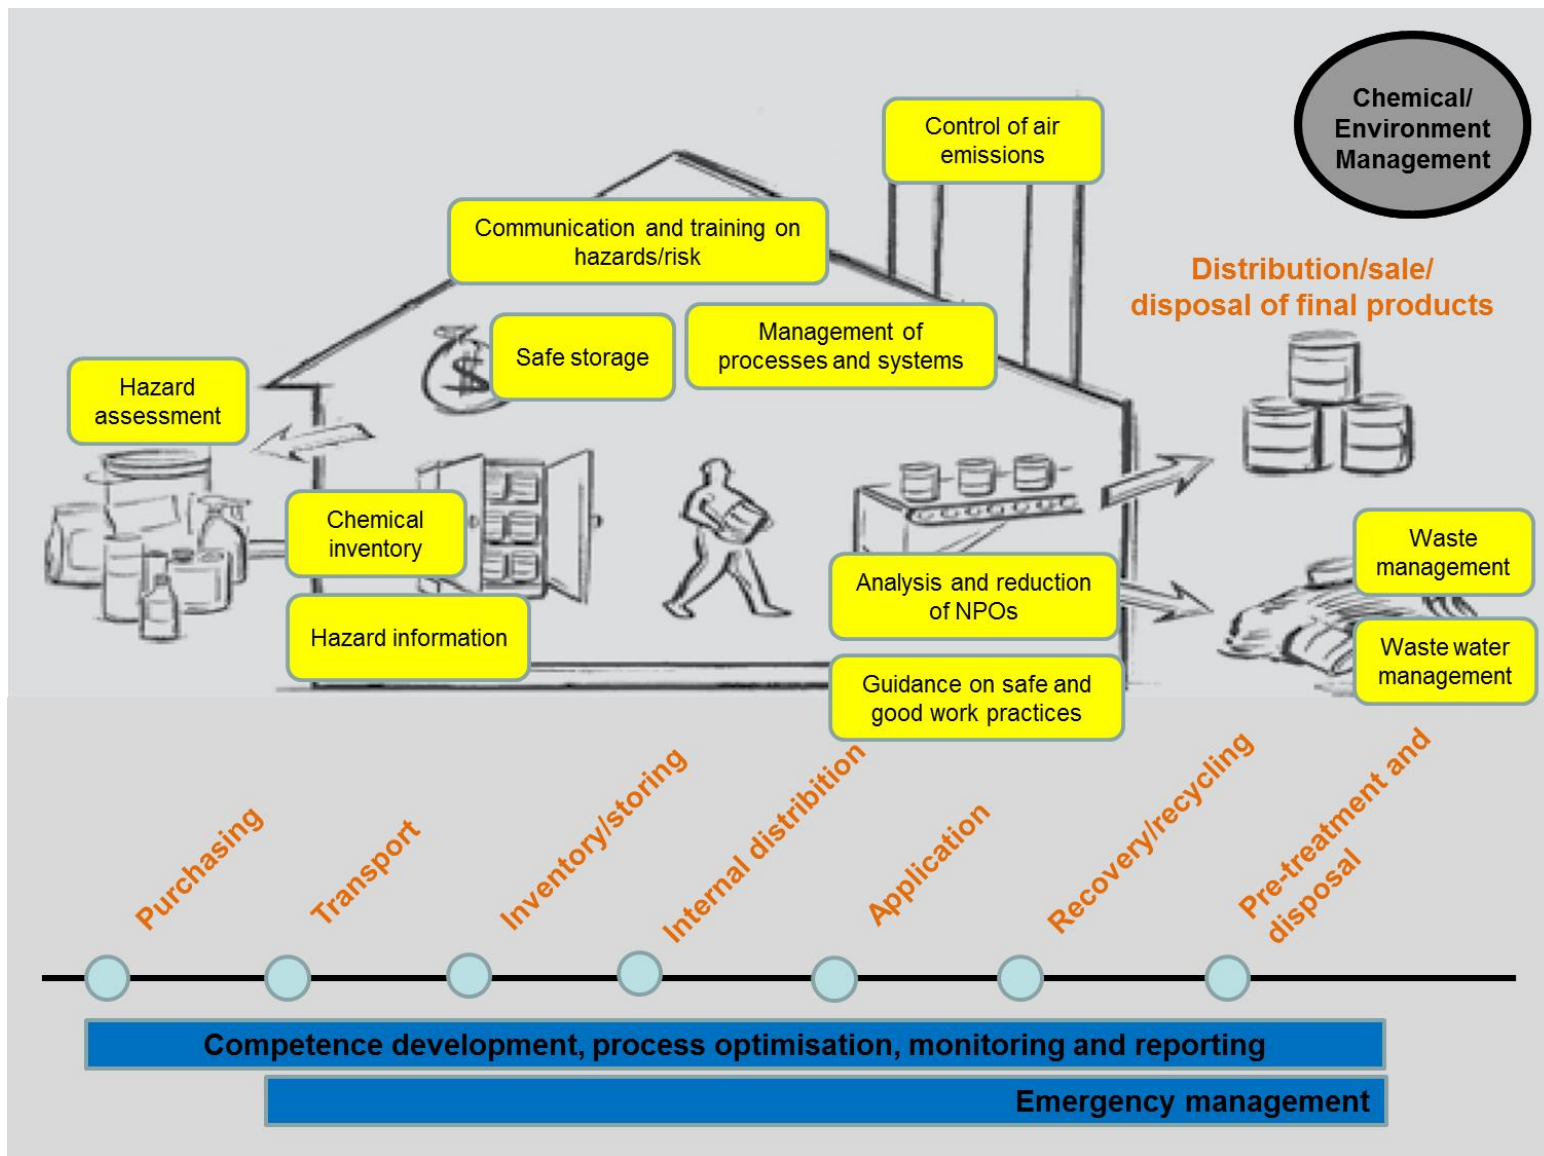 Chemical/
Environment
Management
Control of air
emissions
Communication and training on
hazards/risk
Distribution/sale/
disposal of final products
Safe storage
Management of
processes and systems
Hazard
assessment
$
Chemical
inventory
Waste
management
Analysis and reduction
of NPOs
Hazard information
Waste water
management
Guidance on safe and
good work practices
Purchasing
Transport
Inventory/storing
Internal distribition
Application
Recovery/recycling
Pre-treatment and
disposal
Competence development, process optimisation, monitoring and reporting
Emergency management